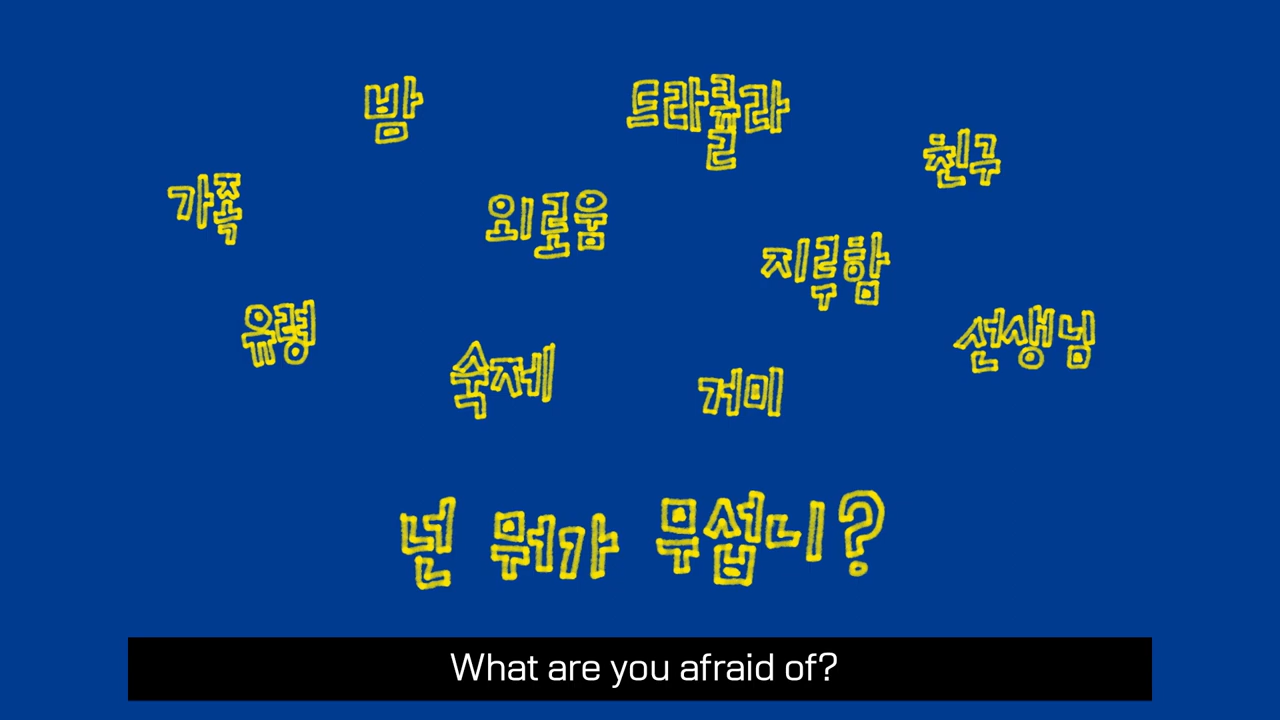 밤
드라큘라
친구
가족
외로움
지루함
유령
선생님
숙제
거미
넌 뭐가 무섭니?
What are you afraid of?